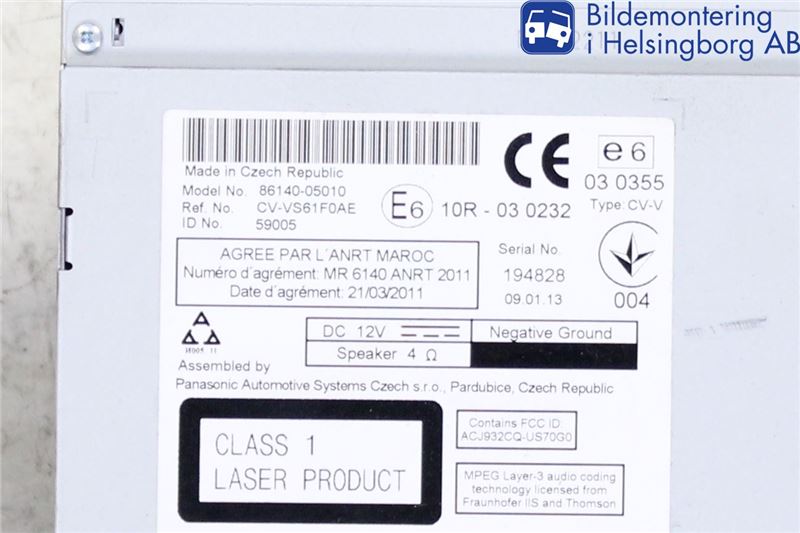 Bildemontering
i Helsingborg AB
Made in Czech Republic
Model No. 86140-05010
Ref. No. CV-VS61F0AE
ID No. 59005
E6 10R - 03 0232
CE
e6
03 0355
Type: CV-V
AGREE PAR L'ANRT MAROC
Numéro d'agrément: MR 6140 ANRT 2011
Date d'agrément: 21/03/2011
Serial No.
194828
09.01.13
004
DC 12V Negative Ground
Speaker 4 Ω
Assembled by
Panasonic Automotive Systems Czech s.r.o., Pardubice, Czech Republic
CLASS 1
LASER PRODUCT
Contains FCC ID:
ACJ932CQ-US70G0
MPEG Layer-3 audio coding
technology licensed from
Fraunhofer IIS and Thomson